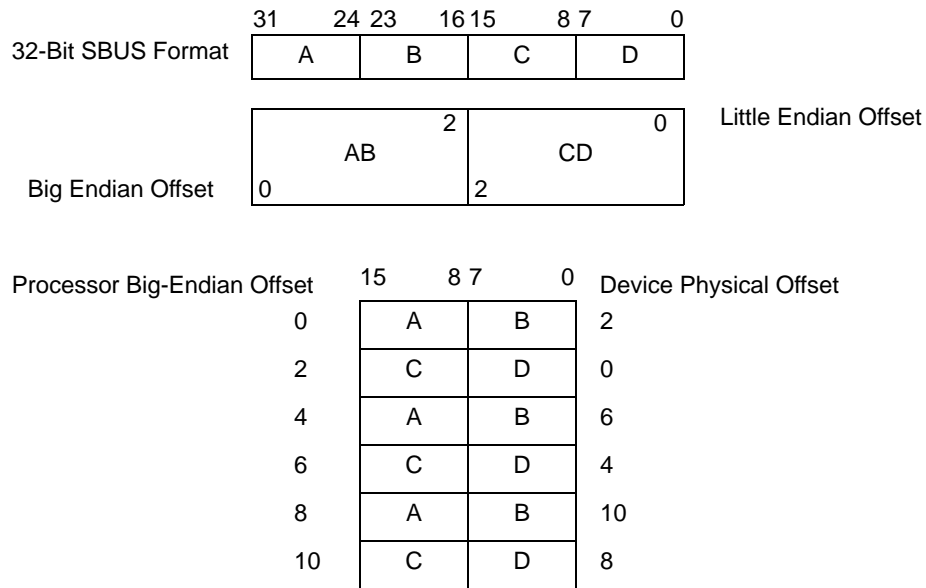 31 24 23 16 15 8 7 0
32-Bit SBUS Format A B C D
2 0 Little Endian Offset
AB CD
Big Endian Offset 0 2
Processor Big-Endian Offset 15 8 7 0 Device Physical Offset
0 A B 2
2 C D 0
4 A B 6
6 C D 4
8 A B 10
10 C D 8